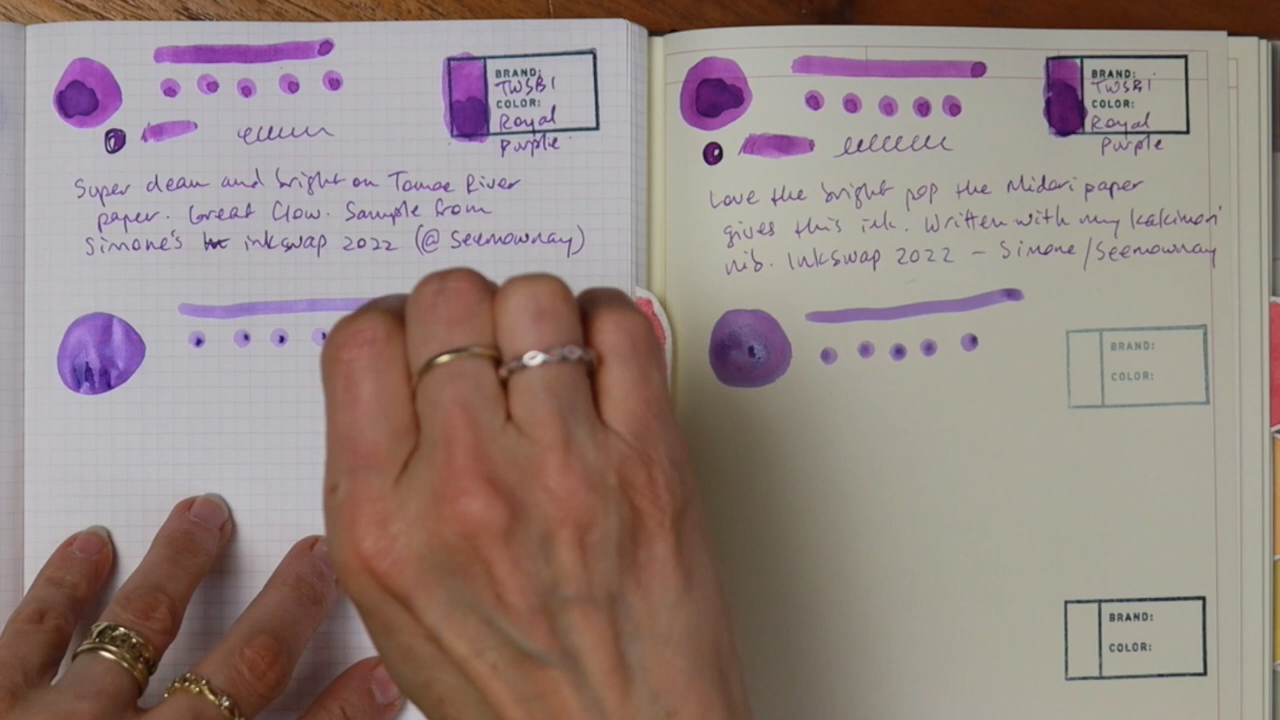 BRAND:
TWSBI
COLOR:
Royal
Purple
Super clean and bright on Tomoe River
paper. Great flow. Sample from
Simone's inkswap 2022 (@Seemownay)
BRAND:
TWSBI
COLOR:
Royal
Purple
Love the bright pop the Midori paper
gives this ink. Written with my Kakimori
nib. Inkswap 2022 – Simone/Seemownay
BRAND:
COLOR:
BRAND:
COLOR: